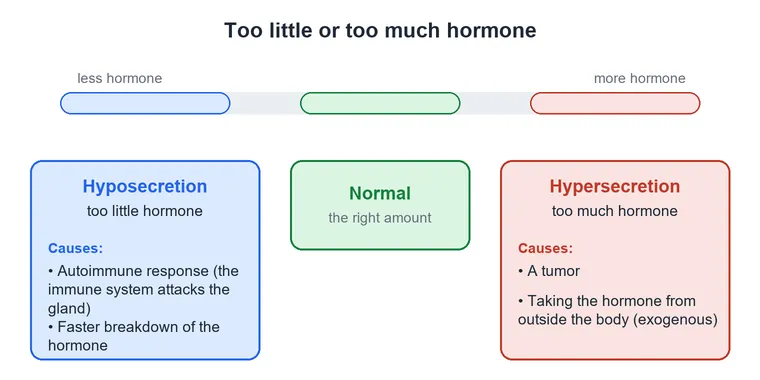 Too little or too much hormone
less hormone
more hormone
Hyposecretion
too little hormone
Causes:
• Autoimmune response (the
immune system attacks the
gland)
• Faster breakdown of the
hormone
Normal
the right amount
Hypersecretion
too much hormone
Causes:
• A tumor
• Taking the hormone from
outside the body (exogenous)